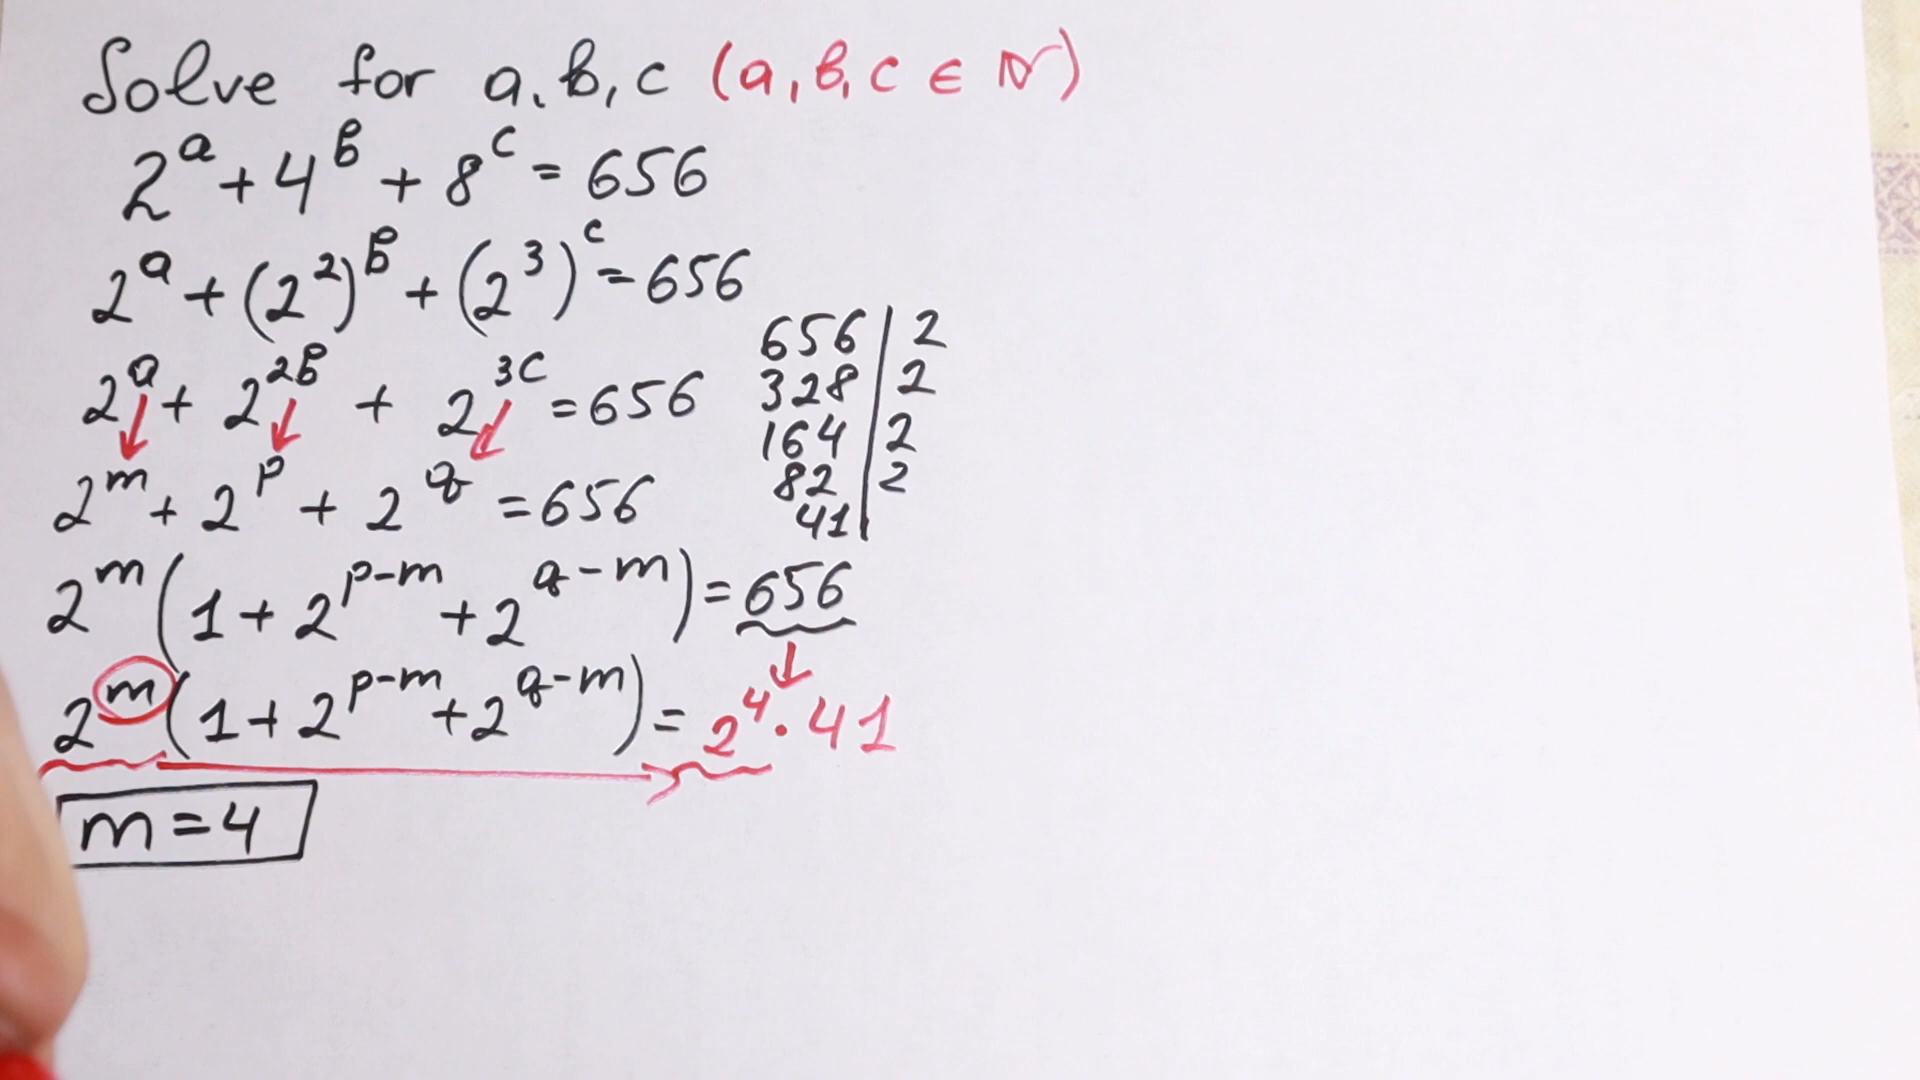 Solve for a, b, c (a, b, c ∈ N)
2^a + 4^b + 8^c = 656
2^a + (2^2)^b + (2^3)^c = 656
2^a + 2^2b + 2^3c = 656
656 | 2
328 | 2
164 | 2
82 | 2
41 |
2^m + 2^p + 2^q = 656
2^m (1 + 2^p-m + 2^q-m) = 656
2^m (1 + 2^p-m + 2^q-m) = 2^4 · 41
m = 4